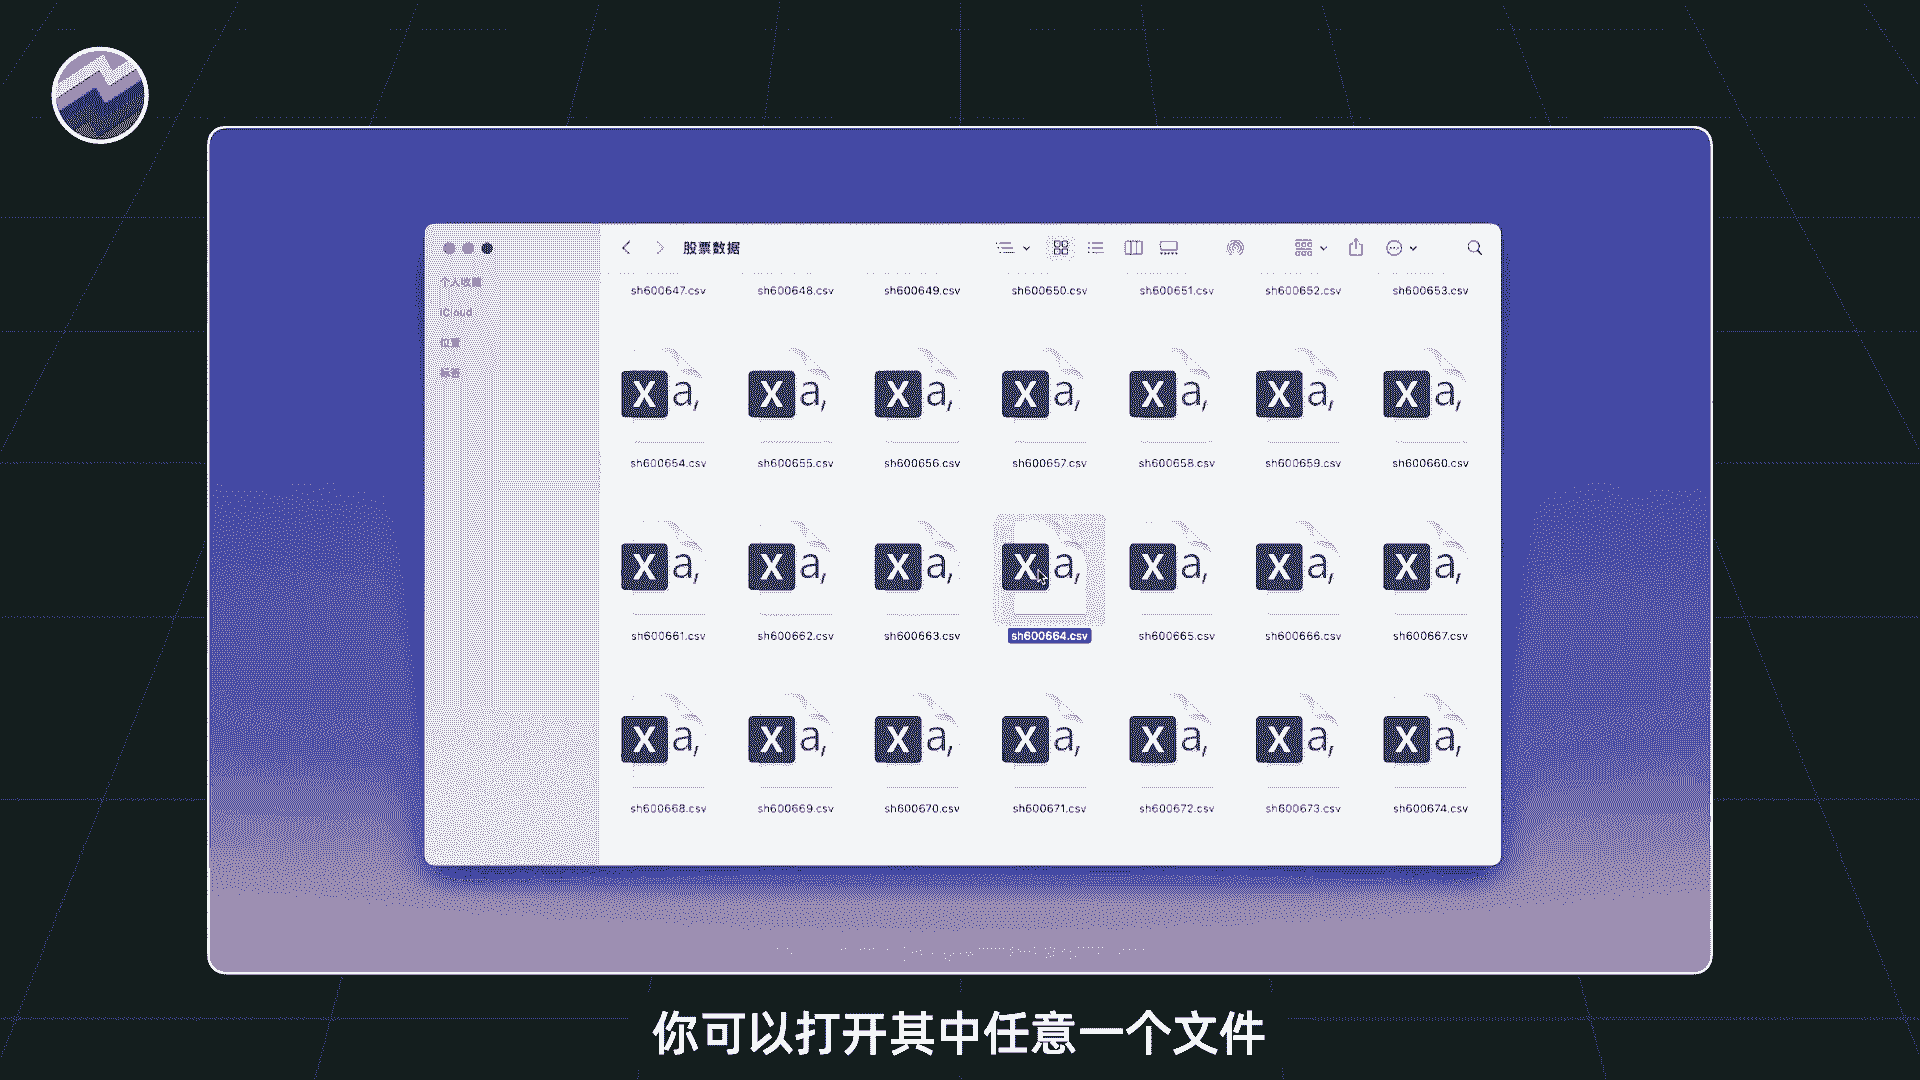 股票数据
个人收藏
iCloud
位置
标签
sh600647.csv sh600648.csv sh600649.csv sh600650.csv sh600651.csv sh600652.csv sh600653.csv
X a, X a, X a, X a, X a, X a, X a,
sh600654.csv sh600655.csv sh600656.csv sh600657.csv sh600658.csv sh600659.csv sh600660.csv
X a, X a, X a, X a, X a, X a, X a,
sh600661.csv sh600662.csv sh600663.csv sh600664.csv sh600665.csv sh600666.csv sh600667.csv
X a, X a, X a, X a, X a, X a, X a,
sh600668.csv sh600669.csv sh600670.csv sh600671.csv sh600672.csv sh600673.csv sh600674.csv
你可以打开其中任意一个文件